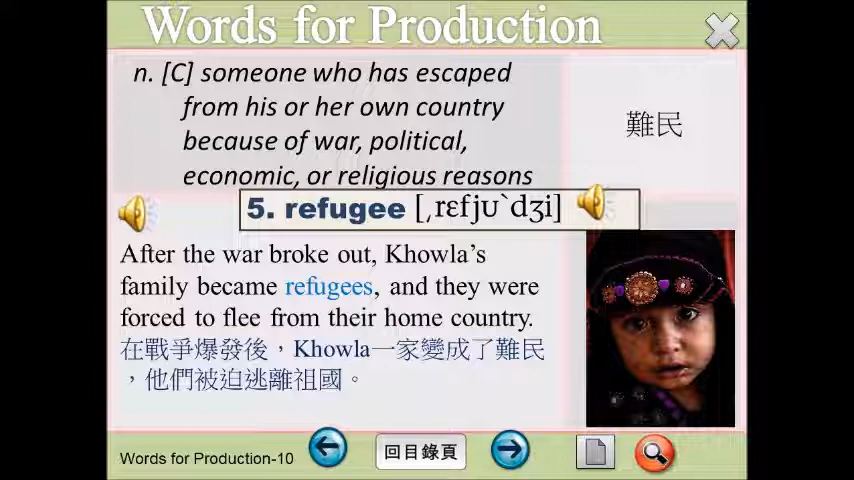 Words for Production
n. [C] someone who has escaped
from his or her own country
because of war, political,
economic, or religious reasons
難民
5. refugee [ˌrɛfjʊˋdʒi]
After the war broke out, Khowla's
family became refugees, and they were
forced to flee from their home country.
在戰爭爆發後，Khowla一家變成了難民
，他們被迫逃離祖國。
Words for Production-10
回目錄頁